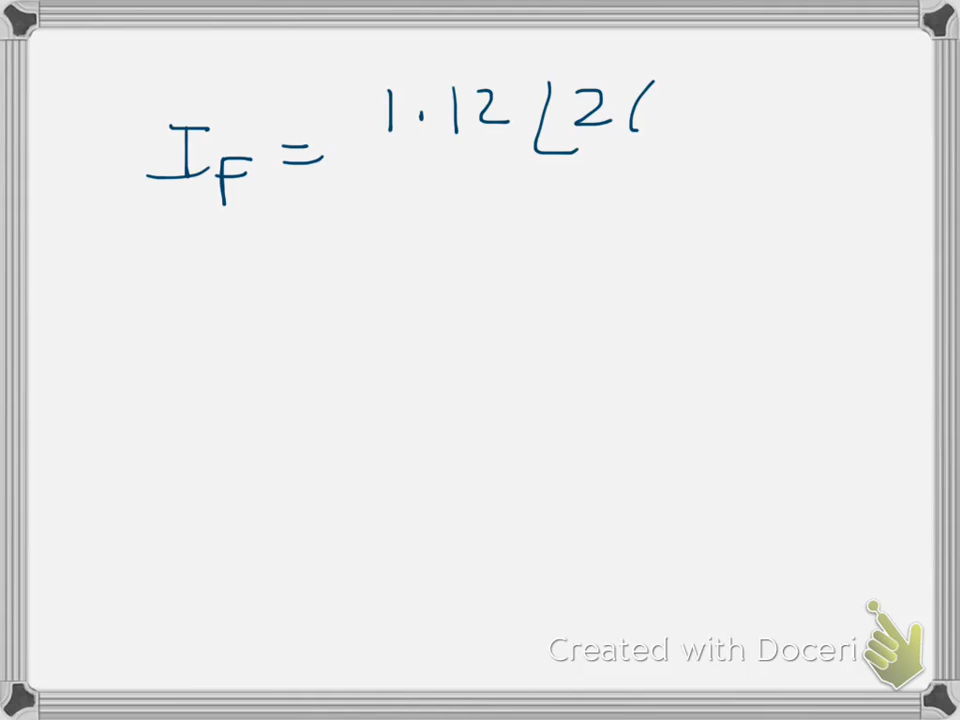 I_F = 1.12 ⌊2(
Created with Doceri